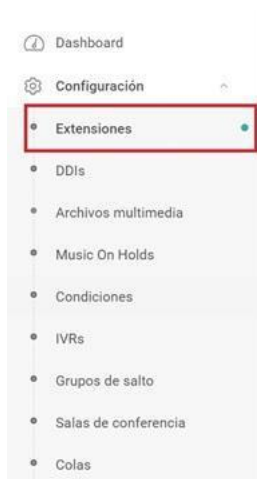 Dashboard
Configuración
Extensiones
DDIs
Archivos multimedia
Music On Holds
Condiciones
IVRs
Grupos de salto
Salas de conferencia
Colas